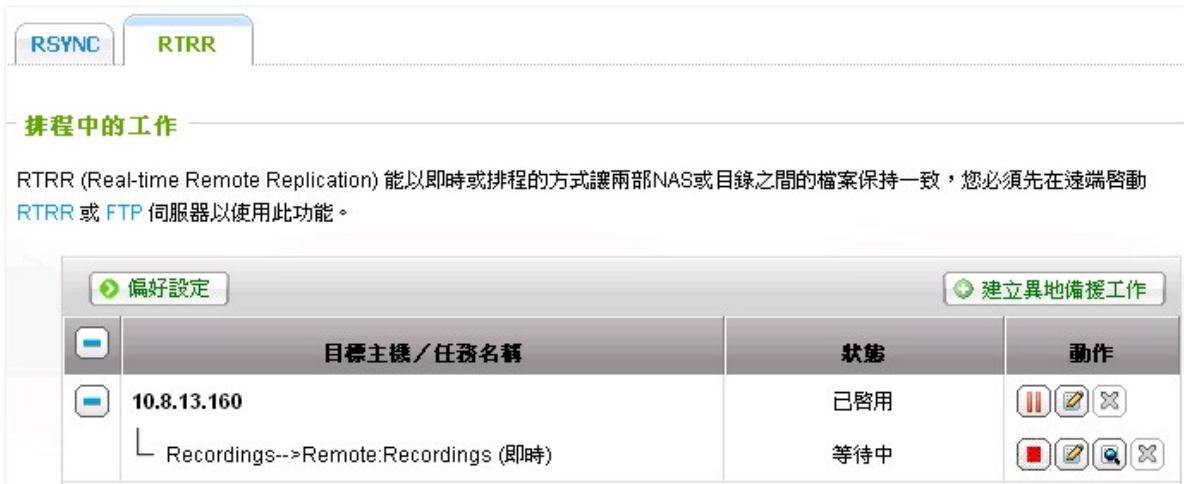 RSYNC RTRR
排程中的工作
RTRR (Real-time Remote Replication) 能以即時或排程的方式讓兩部NAS或目錄之間的檔案保持一致，您必須先在遠端啓動
RTRR 或 FTP 伺服器以使用此功能。
偏好設定 建立異地備援工作
目標主機／任務名稱 狀態 動作
10.8.13.160 已啓用
Recordings-->Remote:Recordings (即時) 等待中